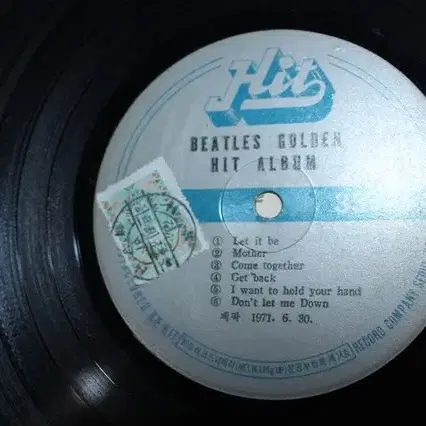 Hit
BEATLES GOLDEN
HIT ALBUM
① Let it be
② Mother
③ Come together
④ Get back
⑤ I want to hold your hand
⑥ Don't let me Down
제작 1971. 6. 30.
RECORD COMPANY